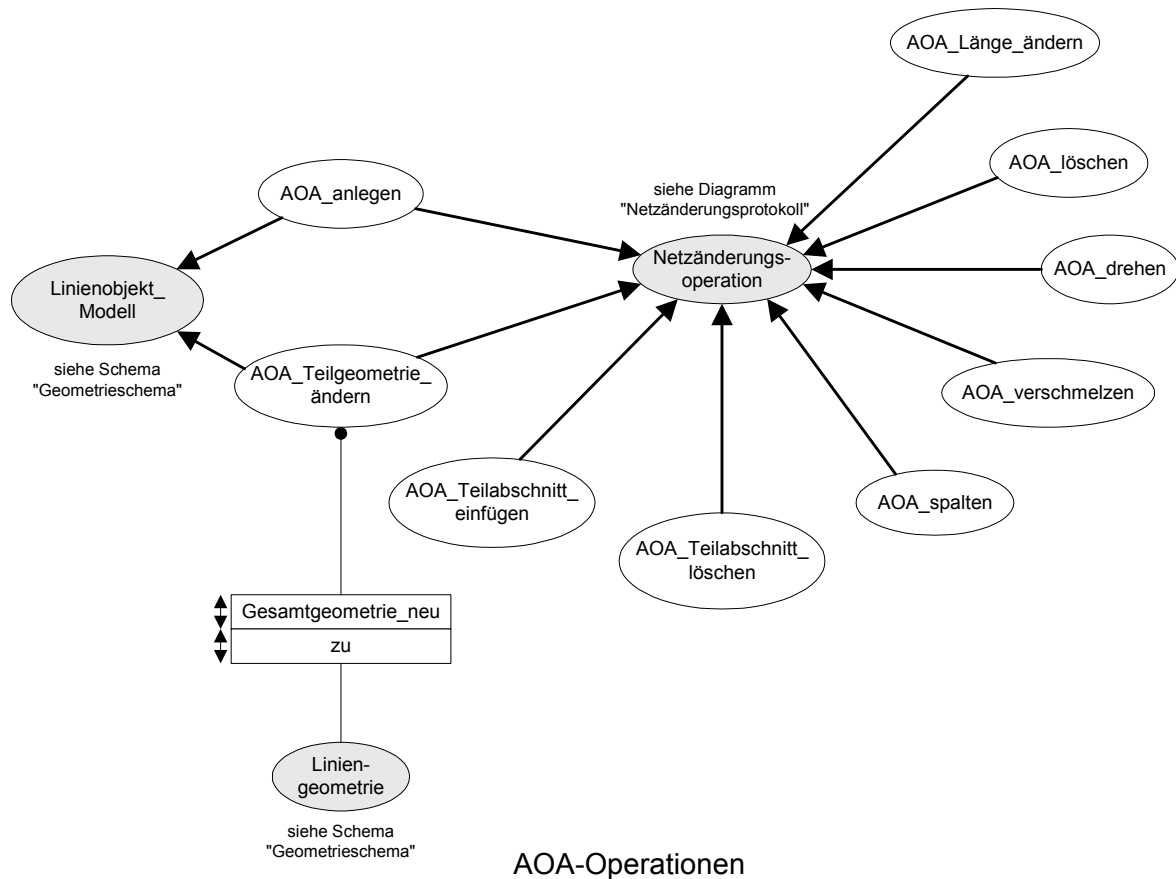 AOA_Länge_ändern
AOA_löschen
AOA_anlegen
siehe Diagramm
"Netzänderungsprotokoll"
Netzänderungs-
operation
AOA_drehen
Linienobjekt_
Modell
siehe Schema
"Geometrieschema"
AOA_Teilgeometrie_
ändern
AOA_verschmelzen
AOA_Teilabschnitt_
einfügen
AOA_spalten
AOA_Teilabschnitt_
löschen
Gesamtgeometrie_neu
zu
Linien-
geometrie
siehe Schema
"Geometrieschema"
AOA-Operationen